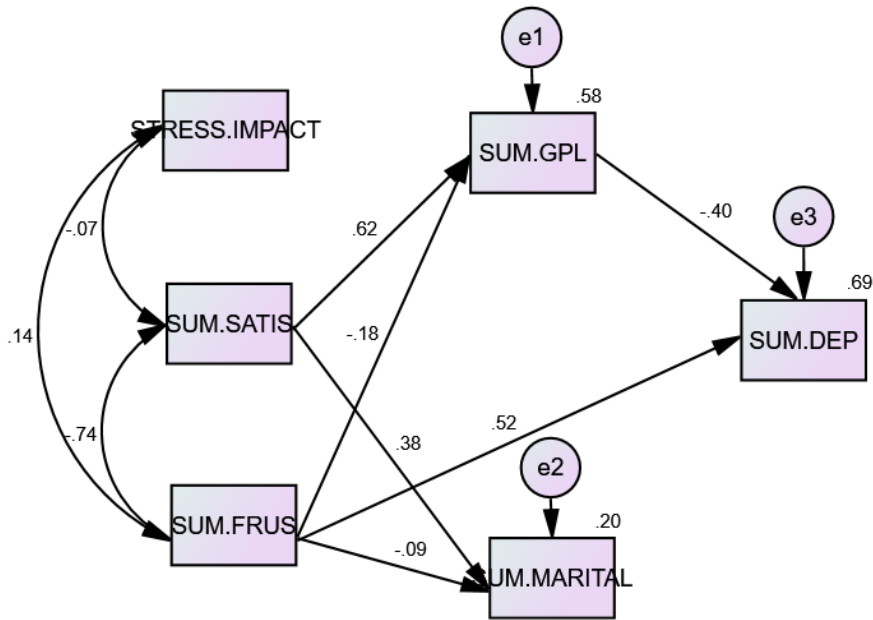 e1
.58
STRESS.IMPACT
SUM.GPL
-.07
.62
-.40
e3
.69
SUM.SATIS
.14
-.18
SUM.DEP
-.74
.38
.52
e2
SUM.FRUS
.20
-.09
UM.MARITAL